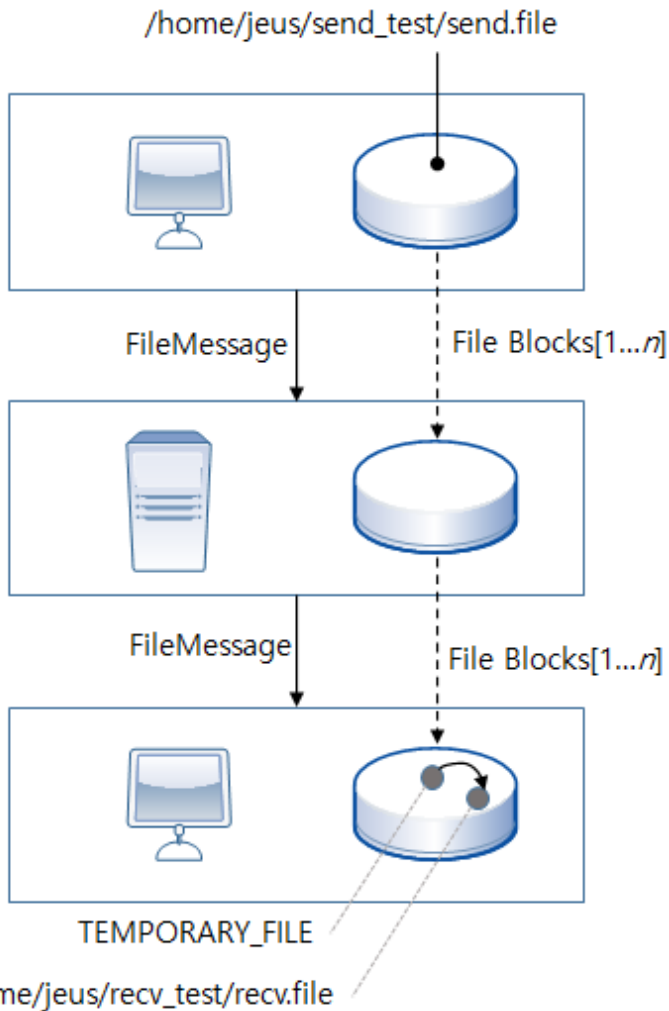 /home/jeus/send_test/send.file
FileMessage
File Blocks[1...n]
FileMessage
File Blocks[1...n]
TEMPORARY_FILE
me/jeus/recv_test/recv.file